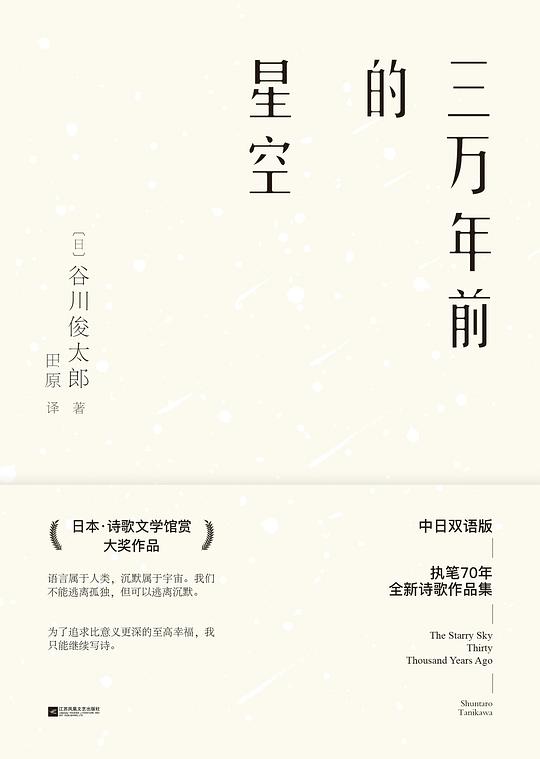 三万年前
的
星空
〔日〕谷川俊太郎 著
田原 译
日本·诗歌文学馆赏
大奖作品
语言属于人类，沉默属于宇宙。我们
不能逃离孤独，但可以逃离沉默。
为了追求比意义更深的至高幸福，我
只能继续写诗。
江苏凤凰文艺出版社
中日双语版
执笔70年
全新诗歌作品集
The Starry Sky
Thirty
Thousand Years Ago
Shuntaro
Tanikawa